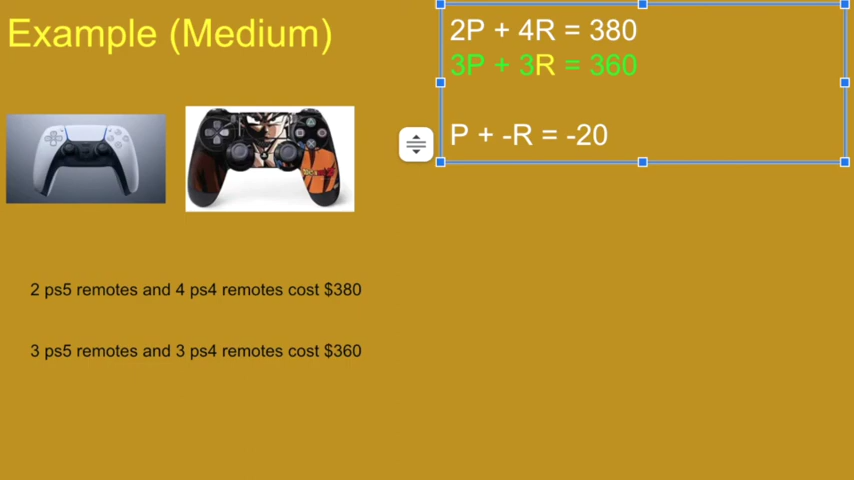 Example (Medium)
2P + 4R = 380
3P + 3R = 360
P + -R = -20
2 ps5 remotes and 4 ps4 remotes cost $380
3 ps5 remotes and 3 ps4 remotes cost $360